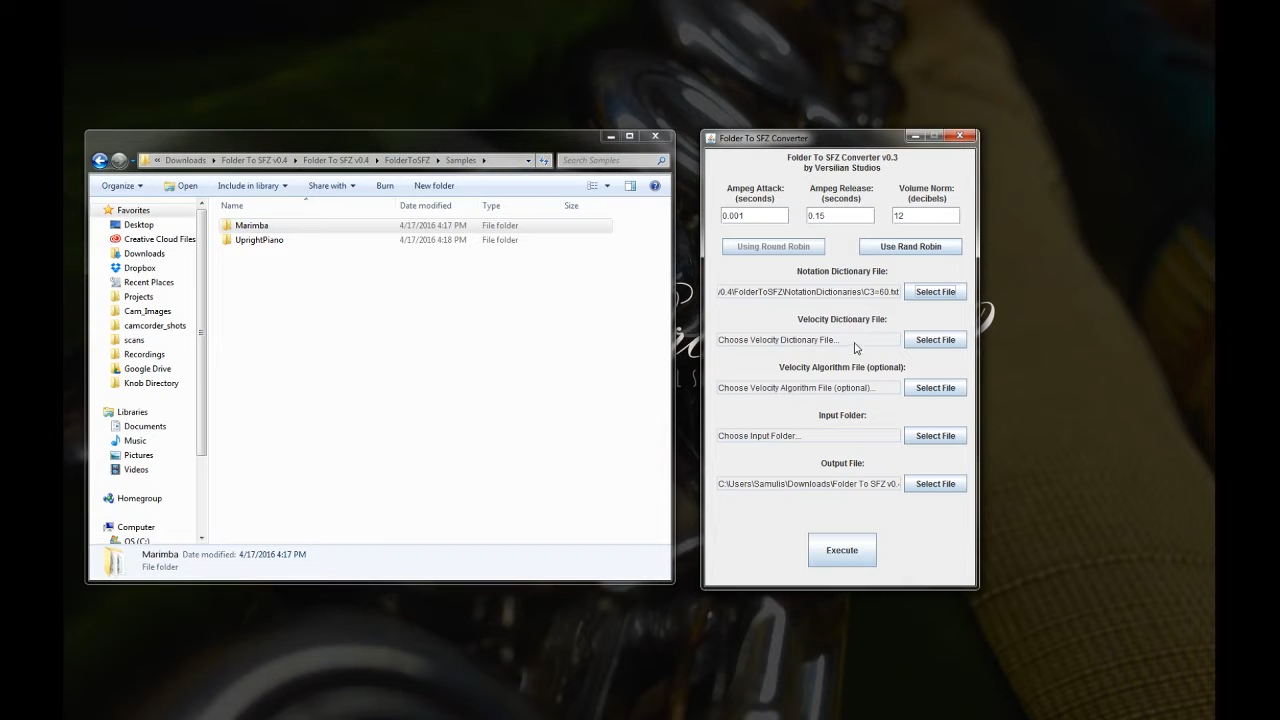 Downloads Folder To SFZ v0.4 Folder To SFZ v0.4 FolderToSFZ Samples Search Samples
Organize Open Include in library Share with Burn New folder
Name Date modified Type Size
Marimba 4/17/2016 4:17 PM File folder
UprightPiano 4/17/2016 4:18 PM File folder
Favorites
Desktop
Creative Cloud Files
Downloads
Dropbox
Recent Places
Projects
Cam_Images
camcorder_shots
scans
Recordings
Google Drive
Knob Directory
Libraries
Documents
Music
Pictures
Videos
Homegroup
Computer
OS (C:)
Marimba Date modified: 4/17/2016 4:17 PM
File folder
Folder To SFZ Converter
Folder To SFZ Converter v0.3
by Versilian Studios
Ampeg Attack: Ampeg Release: Volume Norm:
(seconds) (seconds) (decibels)
0.001 0.15 12
Using Round Robin Use Rand Robin
Notation Dictionary File:
/0.4\FolderToSFZ\NotationDictionaries\C3=60.txt Select File
Velocity Dictionary File:
Choose Velocity Dictionary File... Select File
Velocity Algorithm File (optional):
Choose Velocity Algorithm File (optional)... Select File
Input Folder:
Choose Input Folder... Select File
Output File:
C:\Users\Samulis\Downloads\Folder To SFZ v0. Select File
Execute